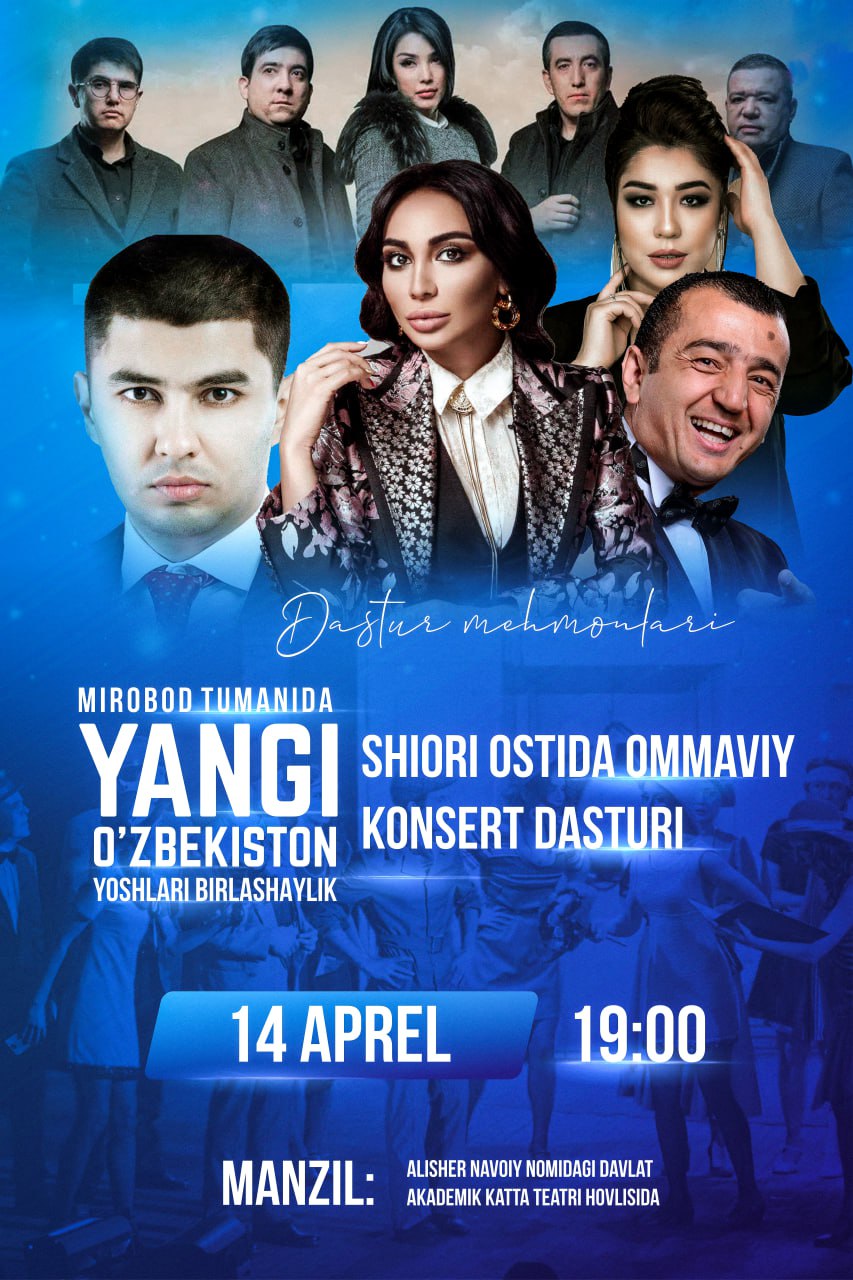 Dastur mehmonlari
MIROBOD TUMANIDA
YANGI
O'ZBEKISTON
YOSHLARI BIRLASHAYLIK
SHIORI OSTIDA OMMAVIY
KONSERT DASTURI
14 APREL
19:00
MANZIL:
ALISHER NAVOIY NOMIDAGI DAVLAT
AKADEMIK KATTA TEATRI HOVLISIDA